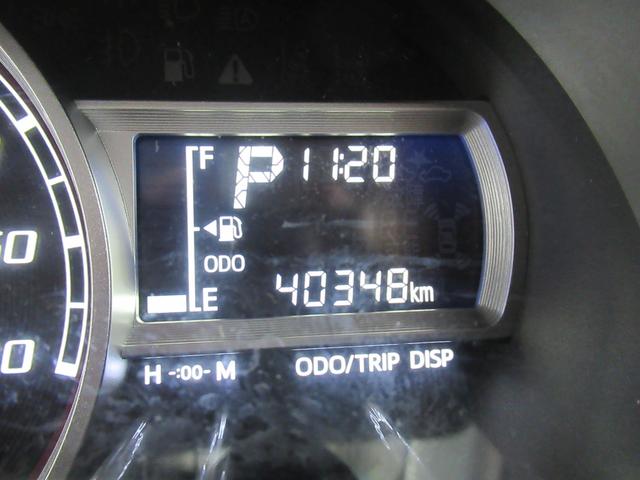 F P 11:20
ODO
E 40348km
H -:00- M ODO/TRIP DISP